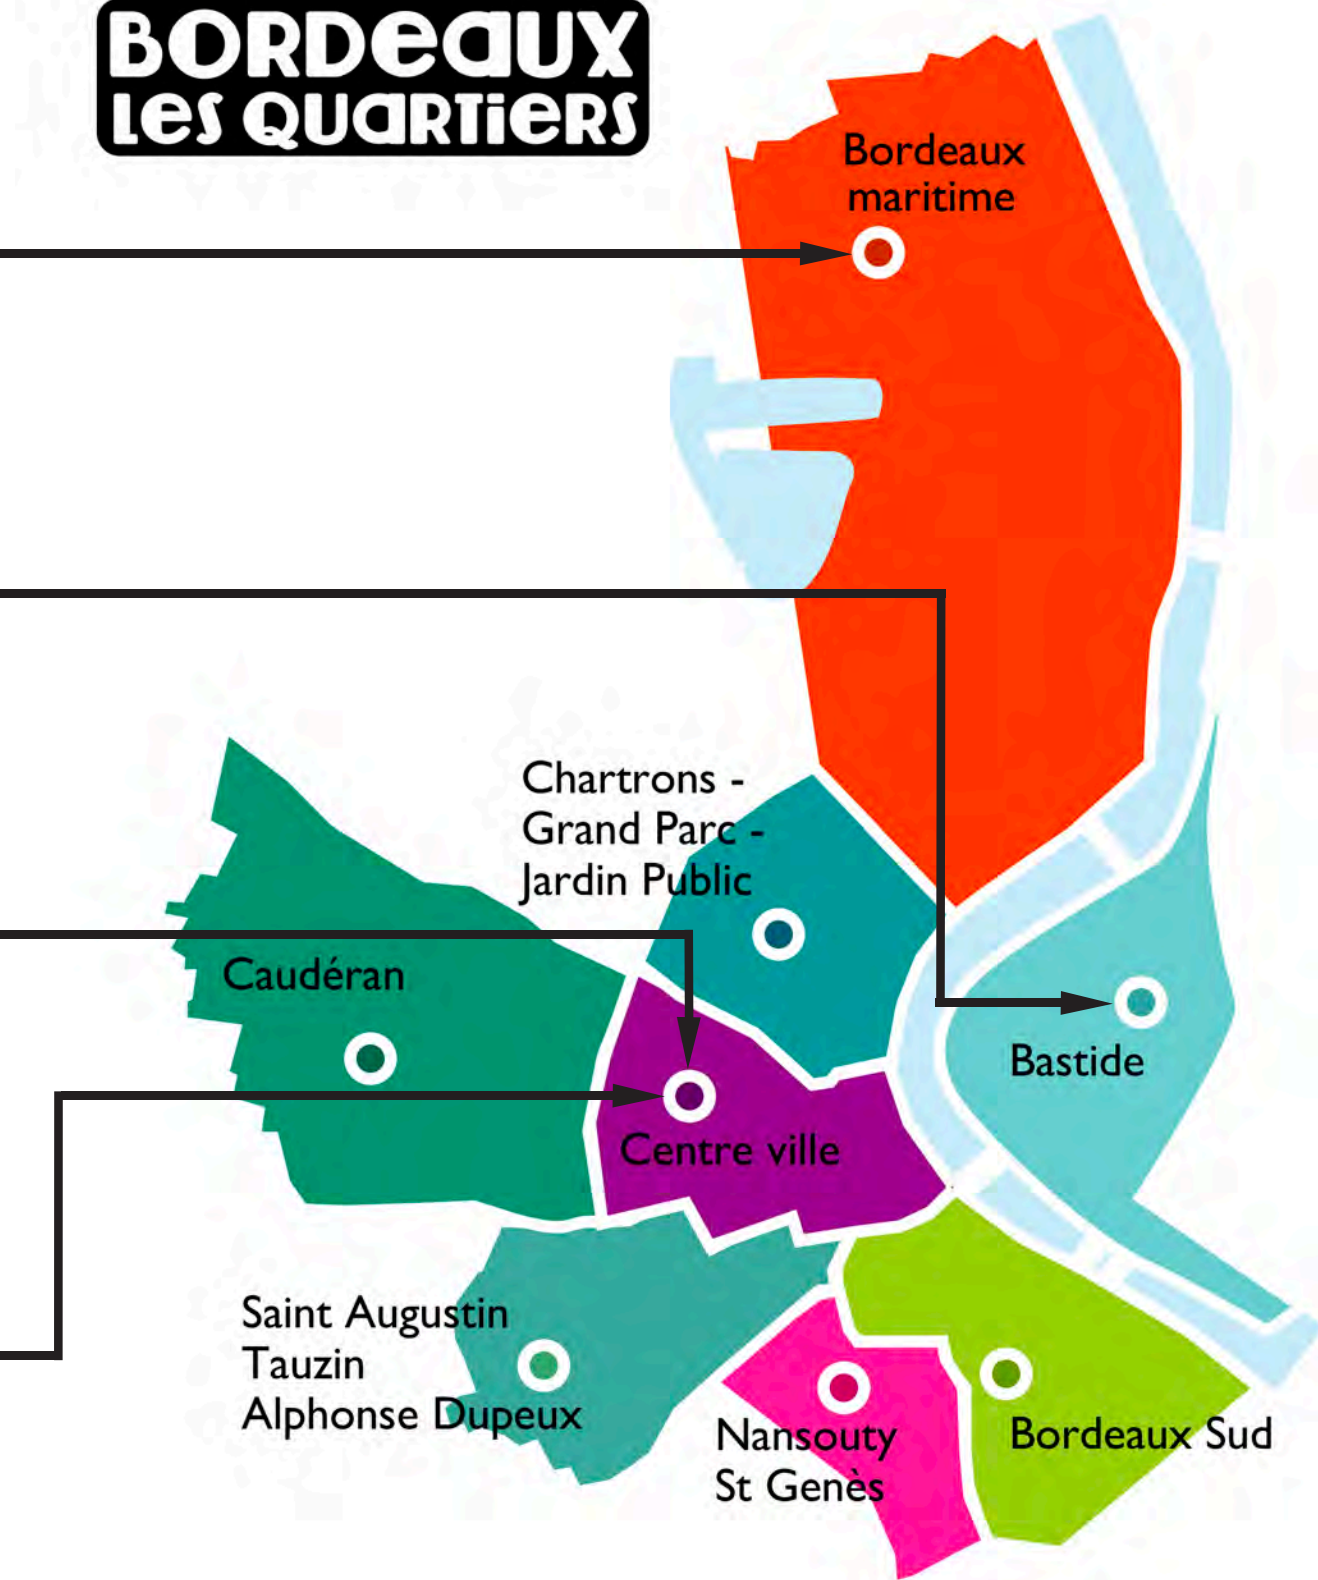 BORDeaUX
Les QUaRTieRS
Bordeaux
maritime
Chartrons -
Grand Parc -
Jardin Public
Caudéran
Bastide
Centre ville
Saint Augustin
Tauzin
Alphonse Dupeux
Nansouty
St Genès
Bordeaux Sud